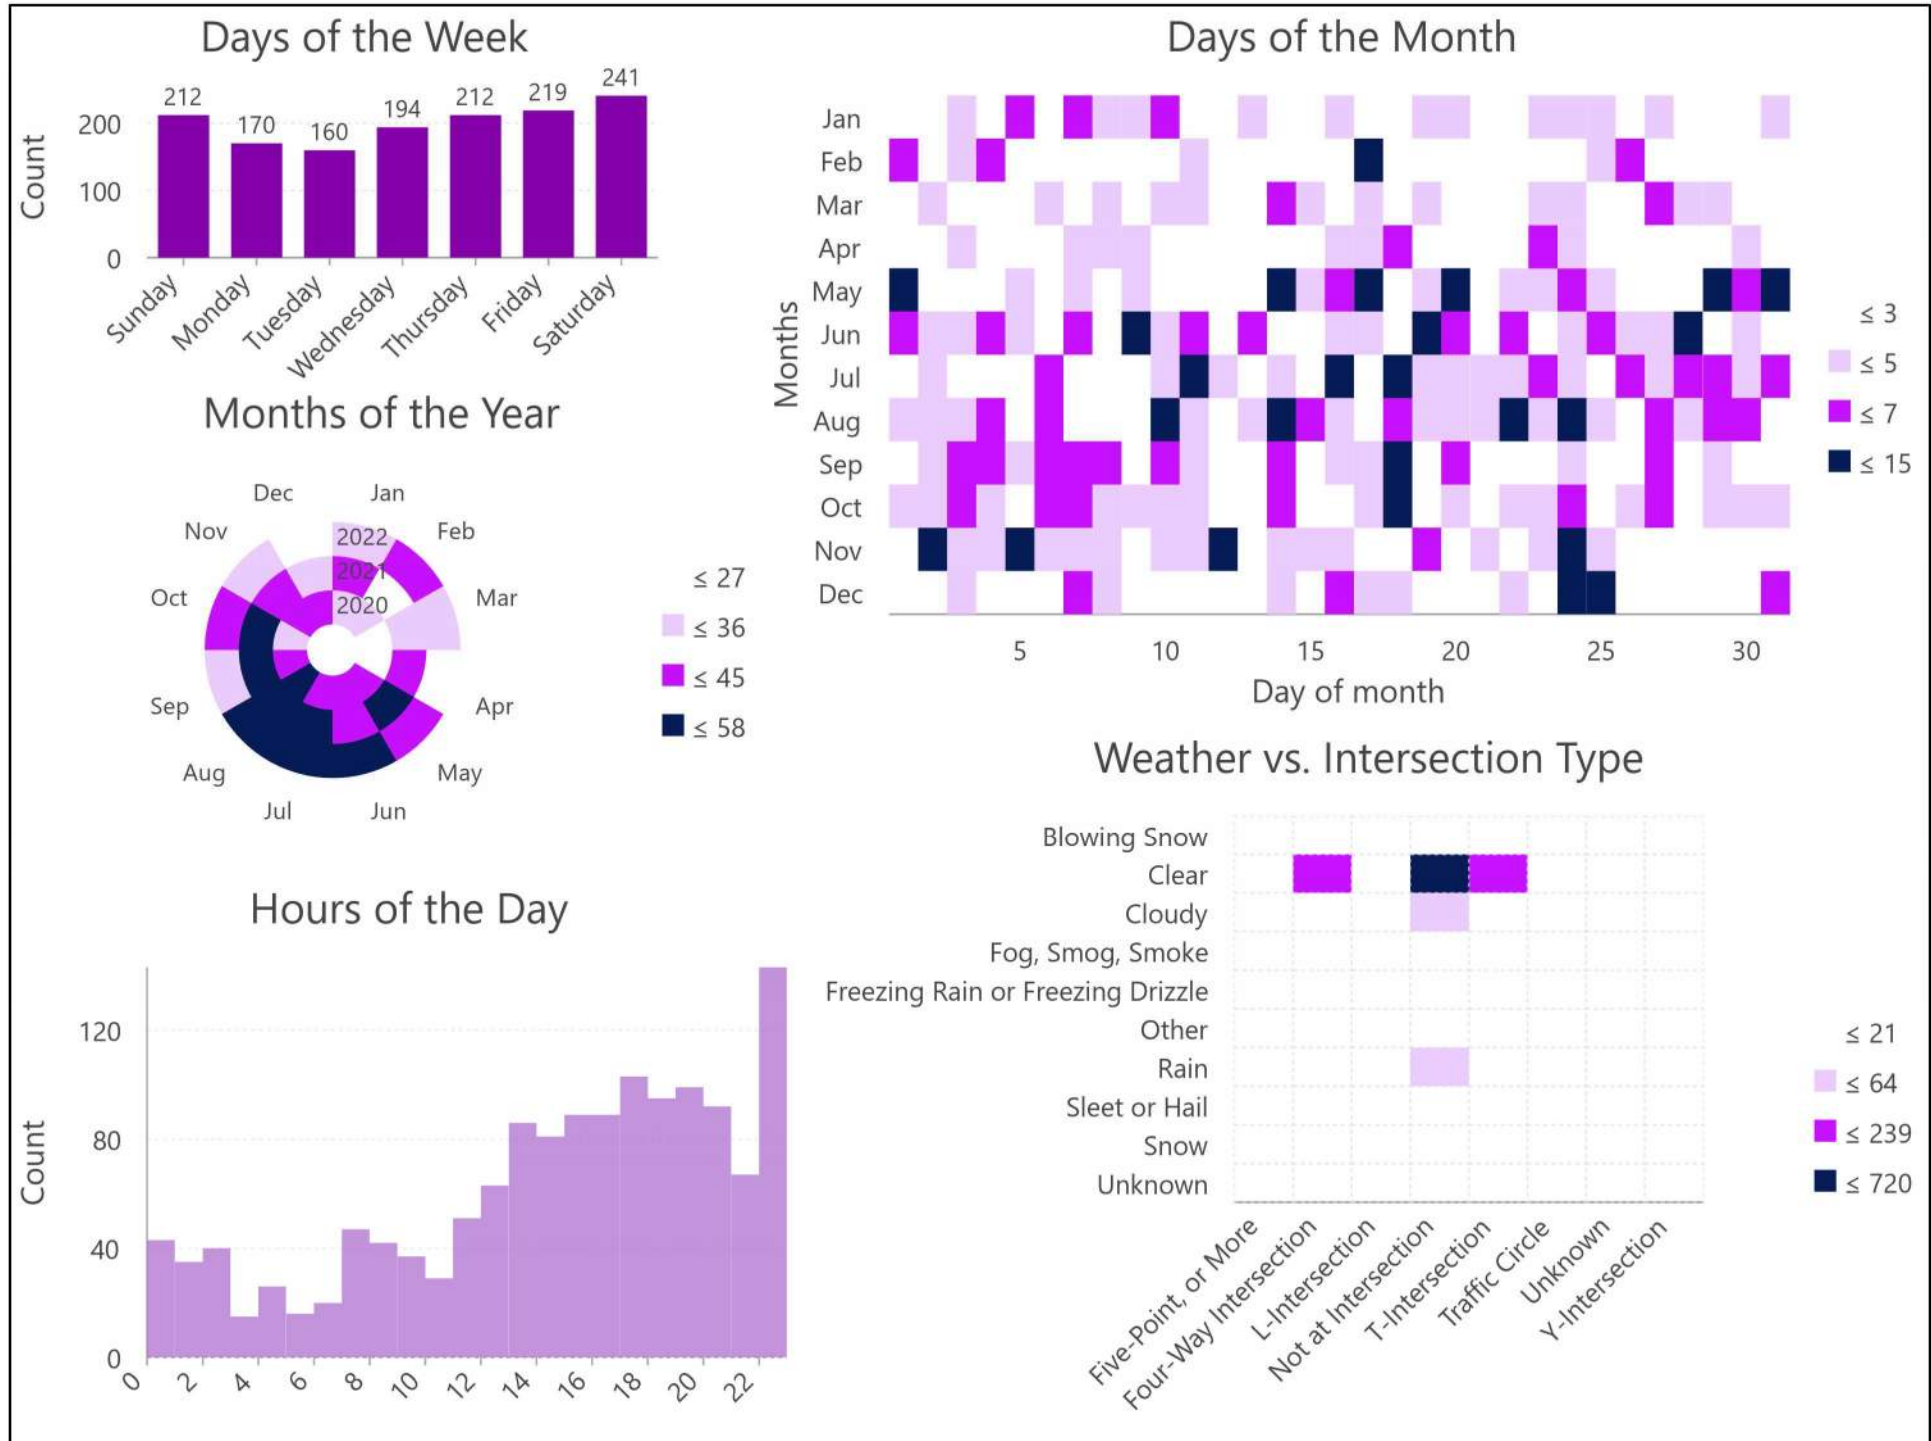 Days of the Week
Count
200
100
0
212
170
160
194
212
219
241
Sunday
Monday
Tuesday
Wednesday
Thursday
Friday
Saturday
Months of the Year
Dec
Jan
Nov
Feb
2022
2021
2020
Oct
Mar
Sep
Apr
Aug
May
Jul
Jun
≤ 27
≤ 36
≤ 45
≤ 58
Hours of the Day
Count
120
80
40
0
0
2
4
6
8
10
12
14
16
18
20
22
Days of the Month
Months
Jan
Feb
Mar
Apr
May
Jun
Jul
Aug
Sep
Oct
Nov
Dec
5
10
15
20
25
30
Day of month
≤ 3
≤ 5
≤ 7
≤ 15
Weather vs. Intersection Type
Blowing Snow
Clear
Cloudy
Fog, Smog, Smoke
Freezing Rain or Freezing Drizzle
Other
Rain
Sleet or Hail
Snow
Unknown
Five-Point, or More
Four-Way Intersection
L-Intersection
Not at Intersection
T-Intersection
Traffic Circle
Unknown
Y-Intersection
≤ 21
≤ 64
≤ 239
≤ 720